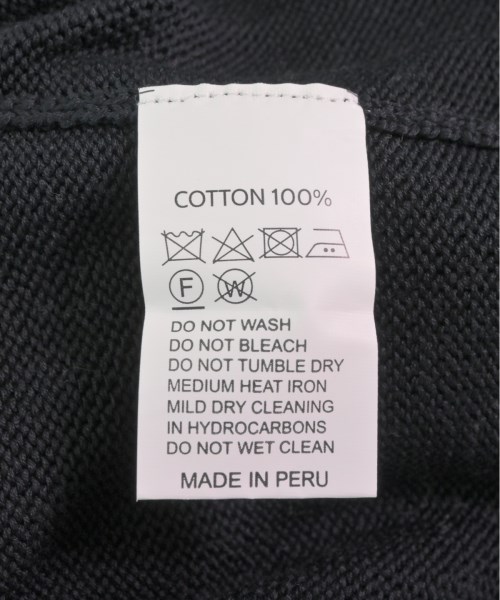 COTTON 100%
F W
DO NOT WASH
DO NOT BLEACH
DO NOT TUMBLE DRY
MEDIUM HEAT IRON
MILD DRY CLEANING
IN HYDROCARBONS
DO NOT WET CLEAN
MADE IN PERU